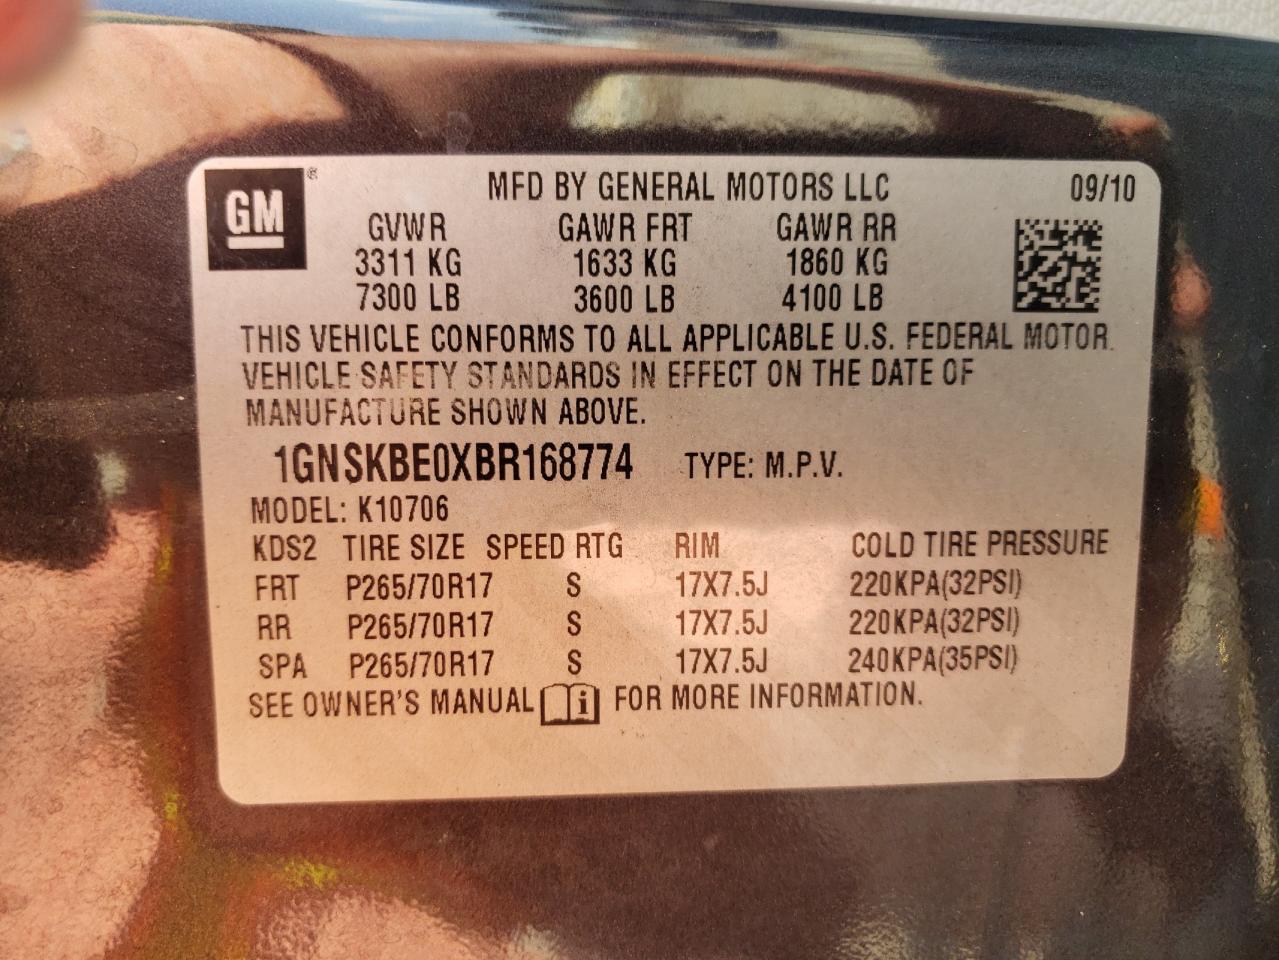 GM ® MFD BY GENERAL MOTORS LLC 09/10
GVWR GAWR FRT GAWR RR
3311 KG 1633 KG 1860 KG
7300 LB 3600 LB 4100 LB
THIS VEHICLE CONFORMS TO ALL APPLICABLE U.S. FEDERAL MOTOR
VEHICLE SAFETY STANDARDS IN EFFECT ON THE DATE OF
MANUFACTURE SHOWN ABOVE.
1GNSKBE0XBR168774 TYPE: M.P.V.
MODEL: K10706
KDS2 TIRE SIZE SPEED RTG RIM COLD TIRE PRESSURE
FRT P265/70R17 S 17X7.5J 220KPA(32PSI)
RR P265/70R17 S 17X7.5J 220KPA(32PSI)
SPA P265/70R17 S 17X7.5J 240KPA(35PSI)
SEE OWNER'S MANUAL i FOR MORE INFORMATION.